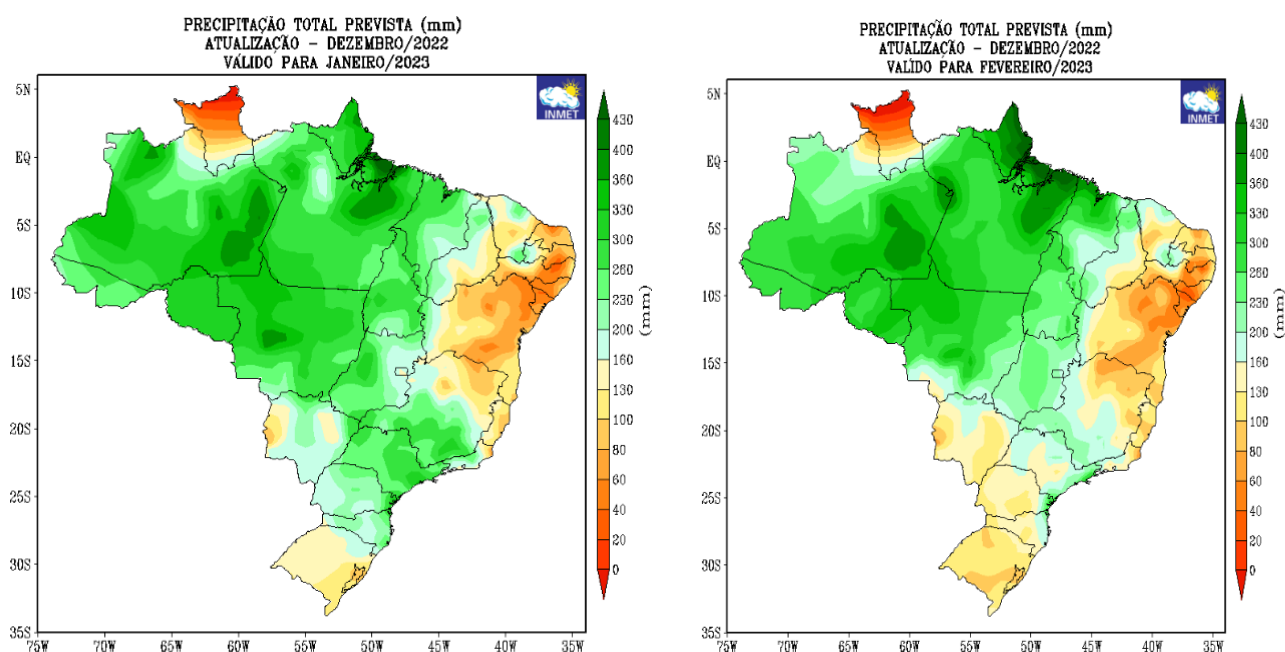 PRECIPITAÇÃO TOTAL PREVISTA (mm)
ATUALIZAÇÃO - DEZEMBRO/2022
VÁLIDO PARA JANEIRO/2023
INMET
5N
EQ
5S
10S
15S
20S
25S
30S
35S
75W
70W
65W
60W
55W
50W
45W
40W
35W
430
400
360
330
300
280
230
200
160
130
100
80
60
40
20
0
(mm)
PRECIPITAÇÃO TOTAL PREVISTA (mm)
ATUALIZAÇÃO - DEZEMBRO/2022
VALIDO PARA FEVEREIRO/2023
INMET
5N
EQ
5S
10S
15S
20S
25S
30S
35S
75W
70W
65W
60W
55W
50W
45W
40W
35W
430
400
360
330
300
280
230
200
160
130
100
80
60
40
20
0
(mm)